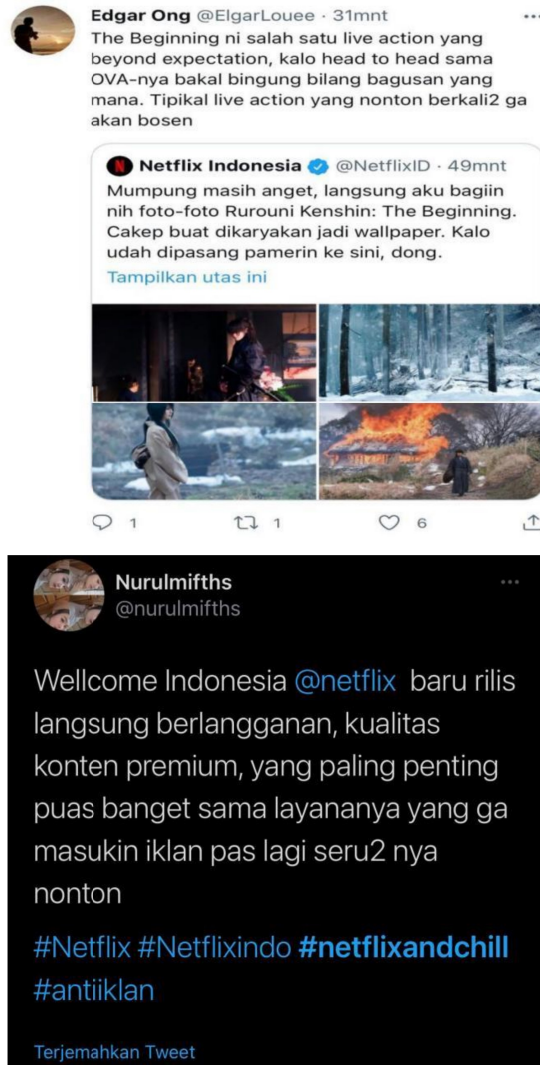 Edgar Ong @ElgarLouee · 31mnt
The Beginning ni salah satu live action yang
beyond expectation, kalo head to head sama
OVA-nya bakal bingung bilang bagusan yang
mana. Tipikal live action yang nonton berkali2 ga
akan bosen
Netflix Indonesia @NetflixID · 49mnt
Mumpung masih anget, langsung aku bagiin
nih foto-foto Rurouni Kenshin: The Beginning.
Cakep buat dikaryakan jadi wallpaper. Kalo
udah dipasang pamerin ke sini, dong.
Tampilkan utas ini
1 1 6
Nurulmifths
@nurulmifths
Wellcome Indonesia @netflix baru rilis
langsung berlangganan, kualitas
konten premium, yang paling penting
puas banget sama layananya yang ga
masukin iklan pas lagi seru2 nya
nonton
#Netflix #Netflixindo #netflixandchill
#antiiklan
Terjemahkan Tweet